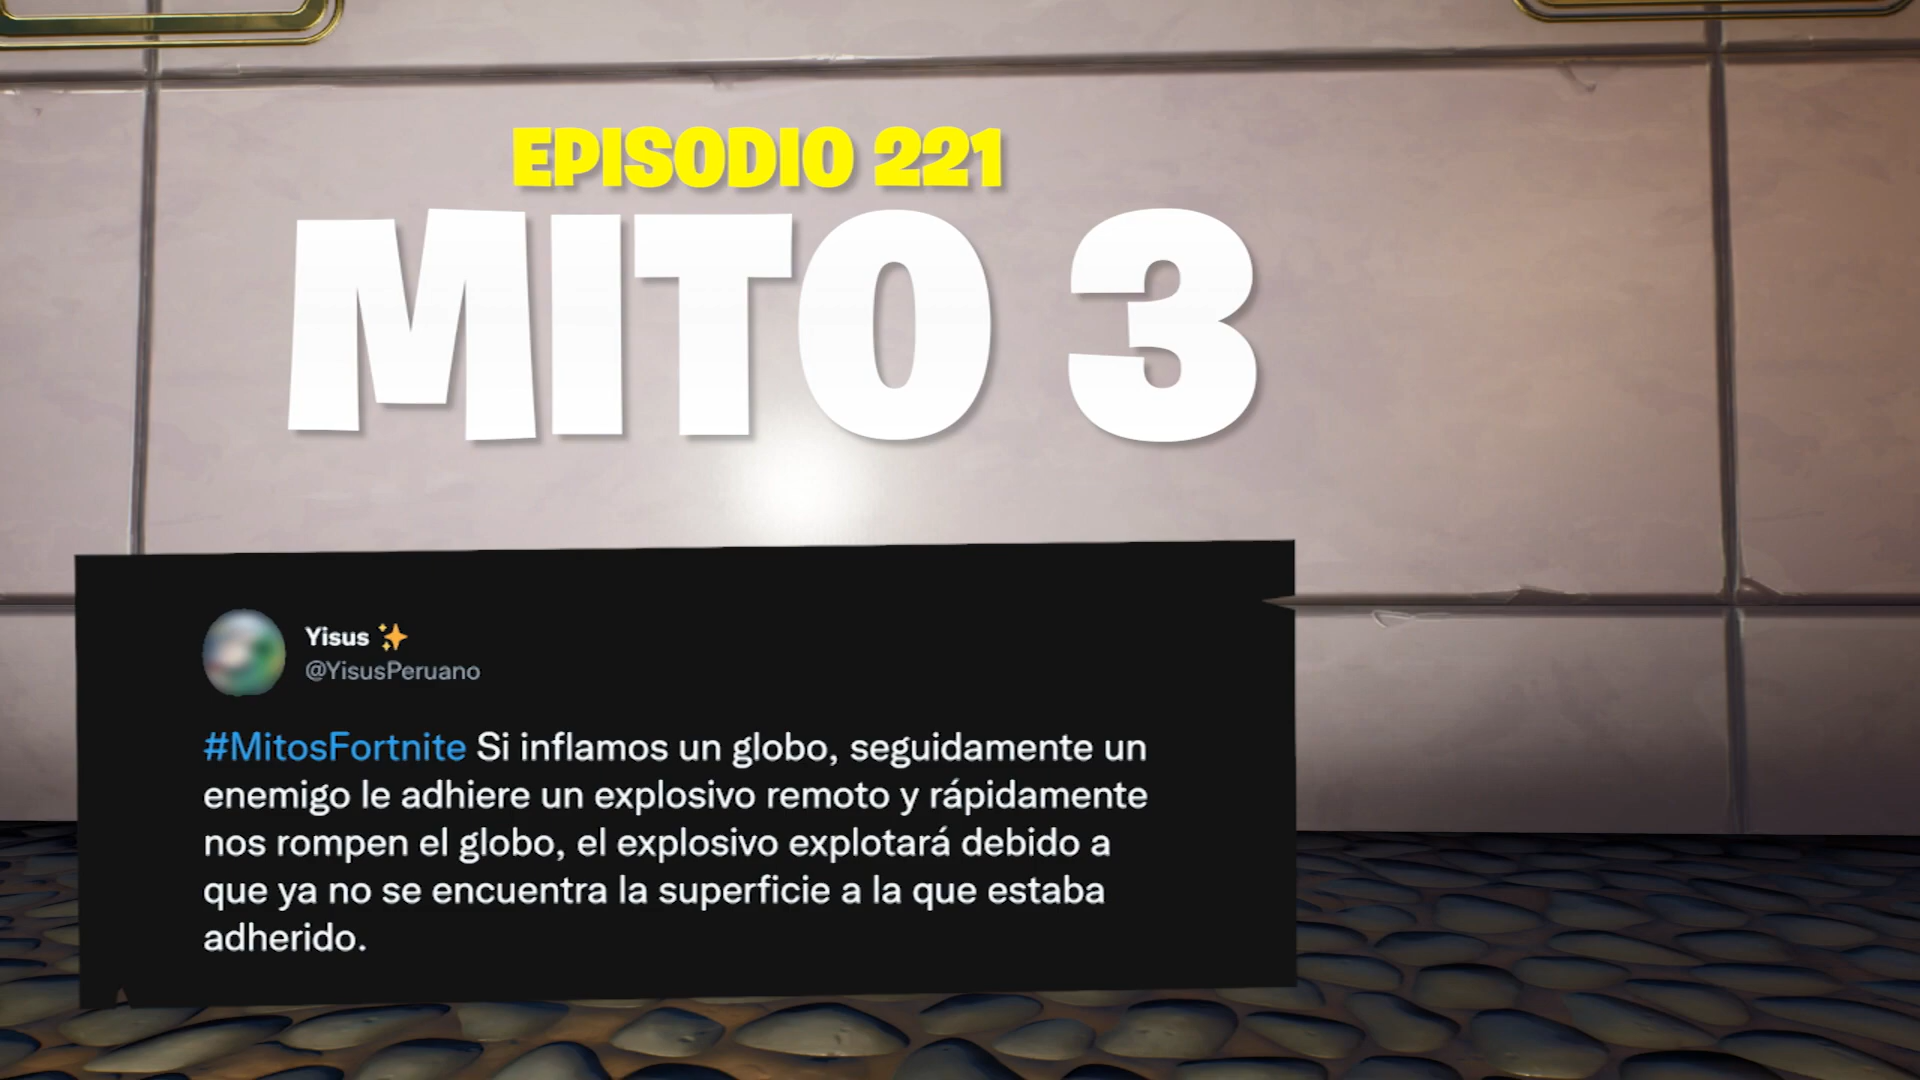 EPISODIO 221
MITO 3
Yisus ✨
@YisusPeruano
#MitosFortnite Si inflamos un globo, seguidamente un
enemigo le adhiere un explosivo remoto y rápidamente
nos rompen el globo, el explosivo explotará debido a
que ya no se encuentra la superficie a la que estaba
adherido.